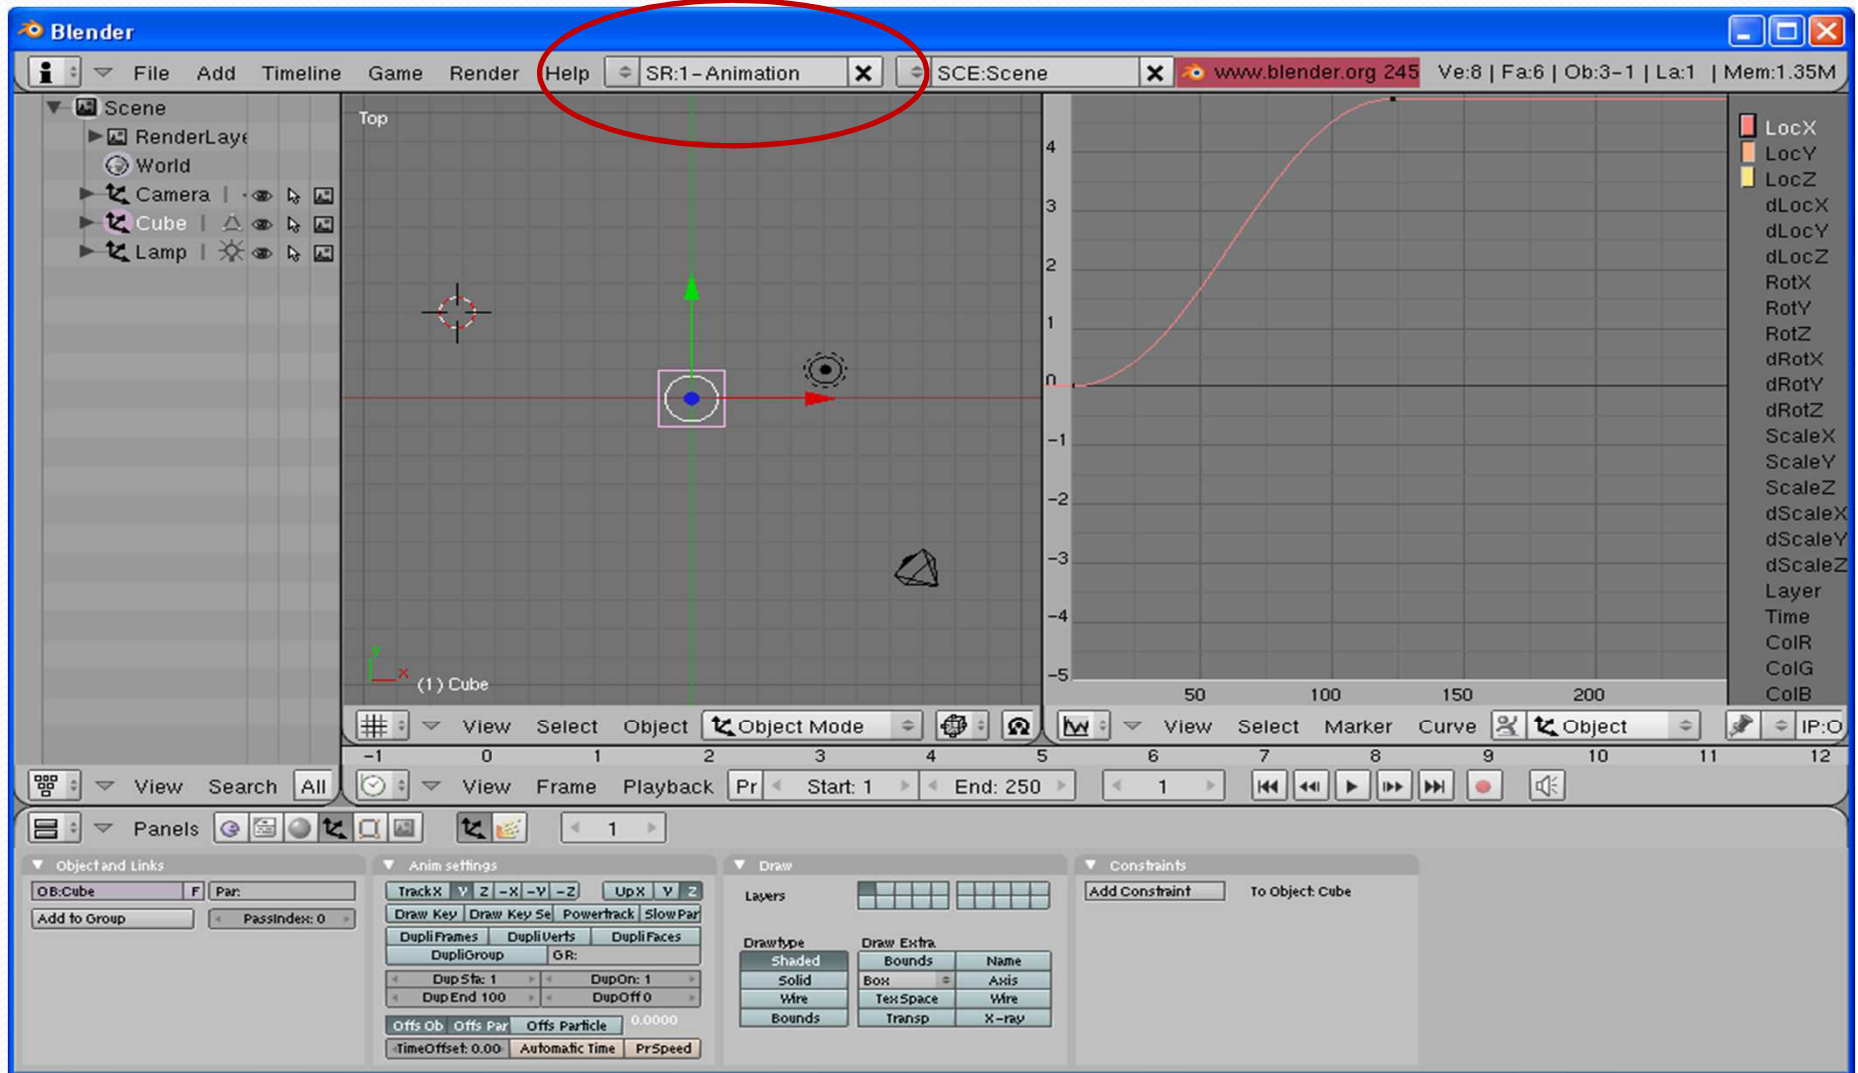 Blender
File Add Timeline Game Render Help SR:1-Animation SCE:Scene www.blender.org 245 Ve:8 | Fa:6 | Ob:3-1 | La:1 | Mem:1.35M
Scene
RenderLaye
World
Camera
Cube
Lamp
Top
y
x
(1) Cube
4
3
2
1
0
-1
-2
-3
-4
-5
50 100 150 200
LocX
LocY
LocZ
dLocX
dLocY
dLocZ
RotX
RotY
RotZ
dRotX
dRotY
dRotZ
ScaleX
ScaleY
ScaleZ
dScaleX
dScaleY
dScaleZ
Layer
Time
ColR
ColG
ColB
View Select Object Object Mode
View Select Marker Curve Object IP:O
-1 0 1 2 3 4 5 6 7 8 9 10 11 12
View Search All
View Frame Playback Pr Start: 1 End: 250 1
Panels 1
Object and Links
OB:Cube F Par:
Add to Group PassIndex: 0
Anim settings
TrackX Y Z -X -Y -Z UpX Y Z
Draw Key Draw Key Se Powertrack SlowPar
DupliFrames DupliVerts DupliFaces
DupliGroup GR:
DupSta: 1 DupOn: 1
DupEnd 100 DupOff 0
Offs Ob Offs Par Offs Particle 0.0000
TimeOffset: 0.00 Automatic Time PrSpeed
Draw
Layers
Drawtype Draw Extra
Shaded Bounds Name
Solid Box Axis
Wire TexSpace Wire
Bounds Transp X-ray
Constraints
Add Constraint To Object: Cube